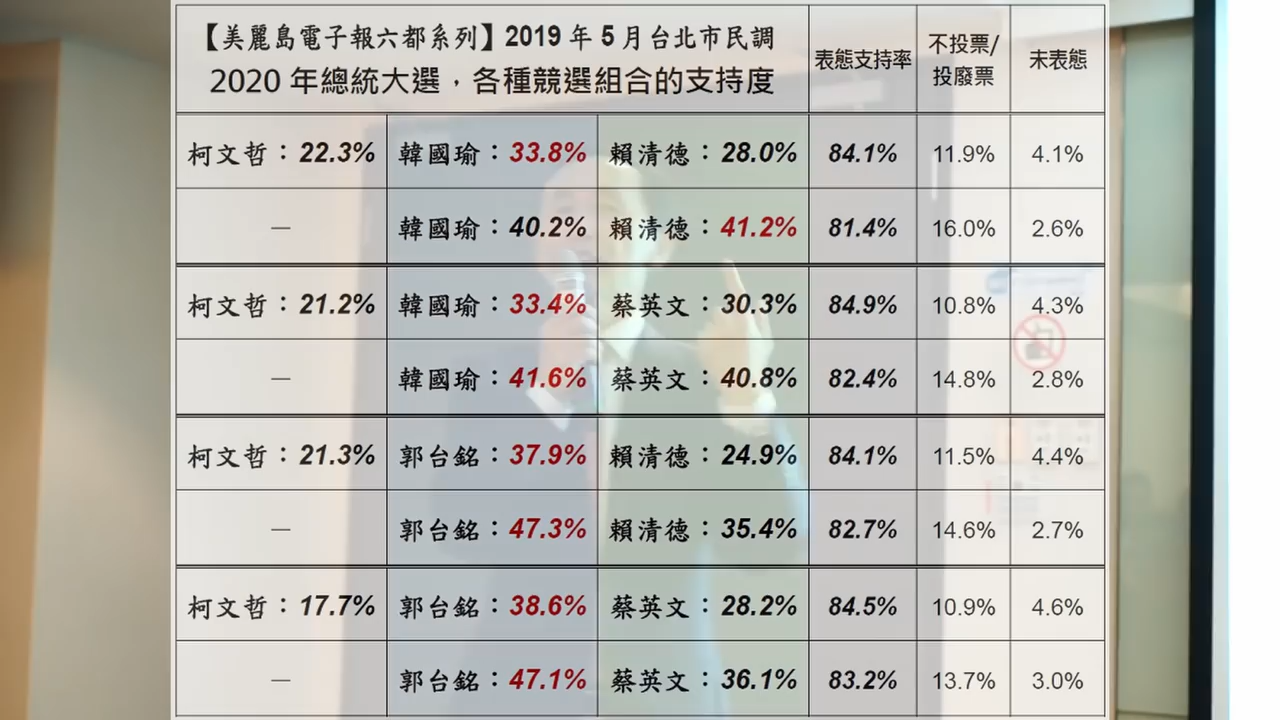 【美麗島電子報六都系列】2019 年 5 月台北市民調
2020 年總統大選，各種競選組合的支持度
表態支持率
不投票/
投廢票
未表態
柯文哲：22.3% 韓國瑜：33.8% 賴清德：28.0% 84.1% 11.9% 4.1%
— 韓國瑜：40.2% 賴清德：41.2% 81.4% 16.0% 2.6%
柯文哲：21.2% 韓國瑜：33.4% 蔡英文：30.3% 84.9% 10.8% 4.3%
— 韓國瑜：41.6% 蔡英文：40.8% 82.4% 14.8% 2.8%
柯文哲：21.3% 郭台銘：37.9% 賴清德：24.9% 84.1% 11.5% 4.4%
— 郭台銘：47.3% 賴清德：35.4% 82.7% 14.6% 2.7%
柯文哲：17.7% 郭台銘：38.6% 蔡英文：28.2% 84.5% 10.9% 4.6%
— 郭台銘：47.1% 蔡英文：36.1% 83.2% 13.7% 3.0%